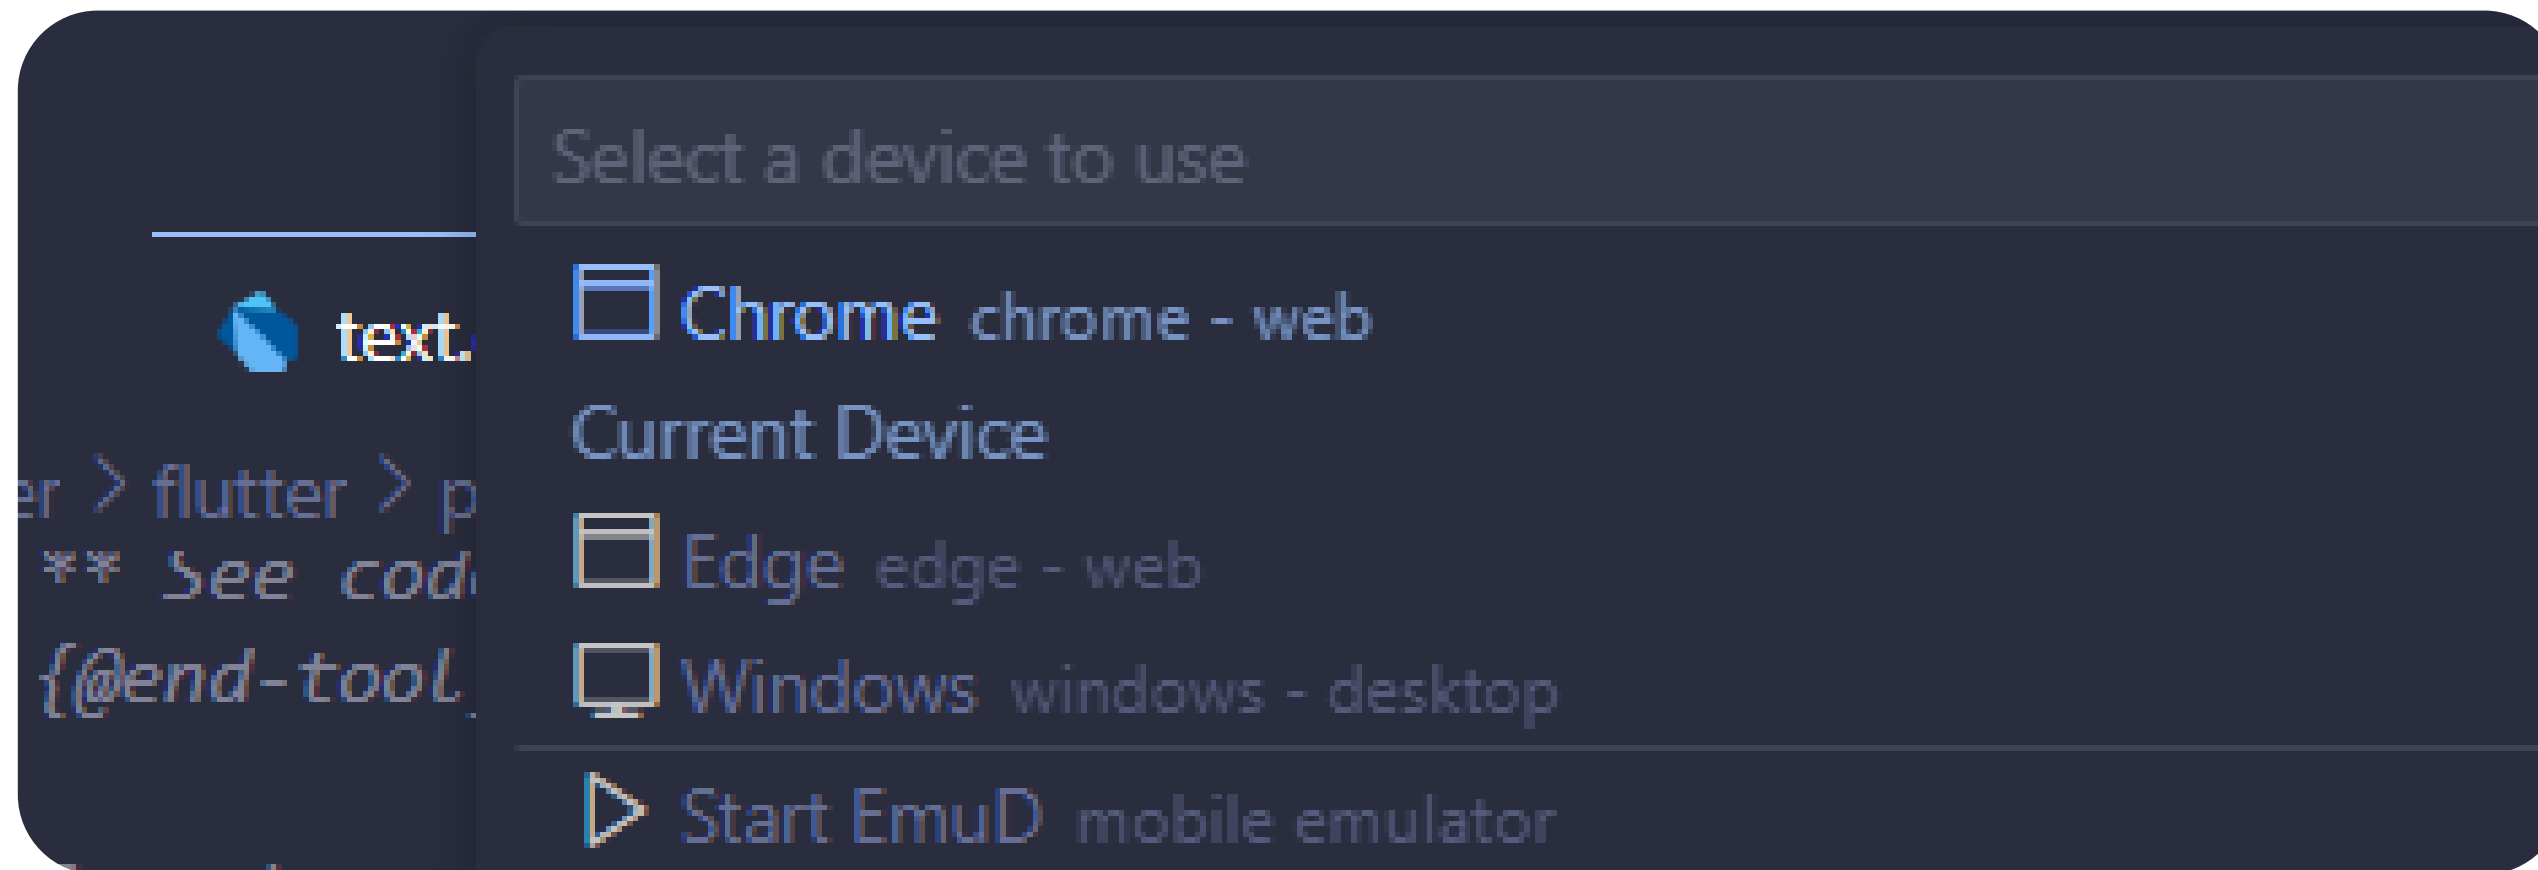 Select a device to use
Chrome chrome - web
Current Device
Edge edge - web
Windows windows - desktop
Start EmuD mobile emulator
text.
er > flutter > p
** See code
{@end-tool